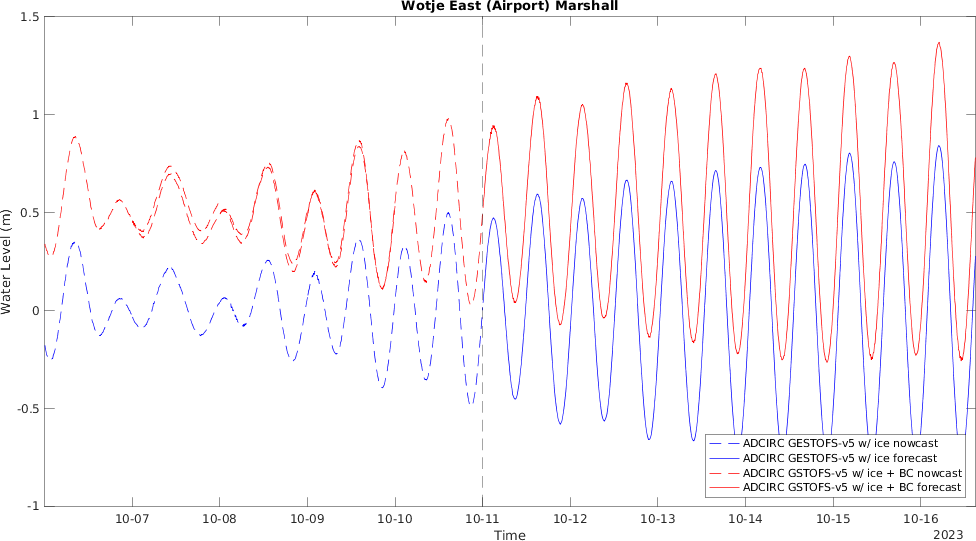 Wotje East (Airport) Marshall
1.5
1
0.5
0
-0.5
-1
Water Level (m)
ADCIRC GESTOFS-v5 w/ ice nowcast
ADCIRC GESTOFS-v5 w/ ice forecast
ADCIRC GSTOFS-v5 w/ ice + BC nowcast
ADCIRC GSTOFS-v5 w/ ice + BC forecast
10-07 10-08 10-09 10-10 10-11 10-12 10-13 10-14 10-15 10-16
Time
2023